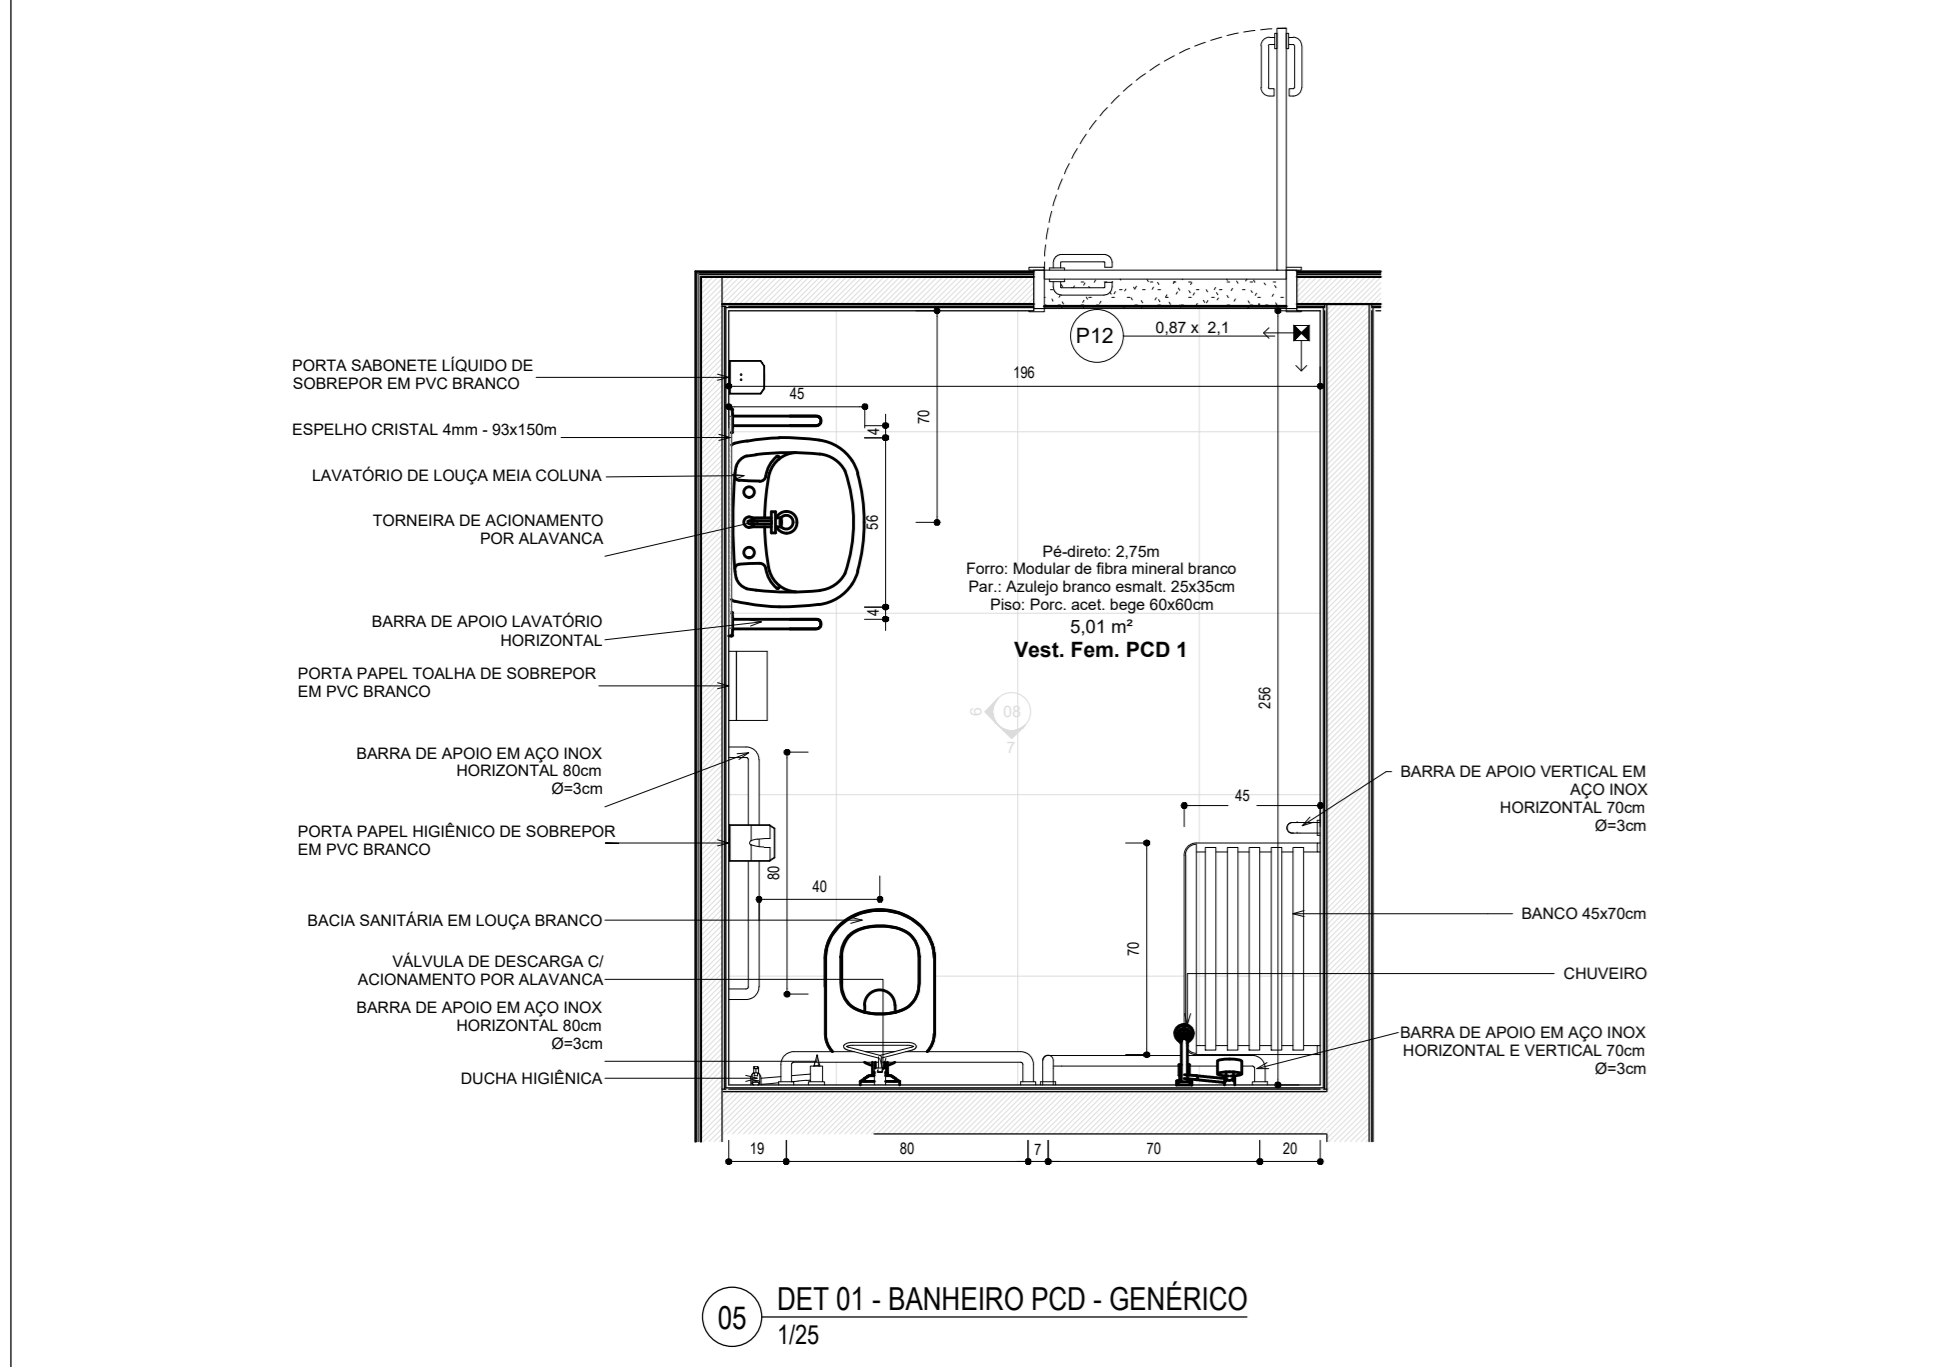 P12
0,87 x 2,1
196
45
70
4
56
4
PORTA SABONETE LÍQUIDO DE
SOBREPOR EM PVC BRANCO
ESPELHO CRISTAL 4mm - 93x150m
LAVATÓRIO DE LOUÇA MEIA COLUNA
TORNEIRA DE ACIONAMENTO
POR ALAVANCA
BARRA DE APOIO LAVATÓRIO
HORIZONTAL
PORTA PAPEL TOALHA DE SOBREPOR
EM PVC BRANCO
BARRA DE APOIO EM AÇO INOX
HORIZONTAL 80cm
Ø=3cm
PORTA PAPEL HIGIÊNICO DE SOBREPOR
EM PVC BRANCO
BACIA SANITÁRIA EM LOUÇA BRANCO
VÁLVULA DE DESCARGA C/
ACIONAMENTO POR ALAVANCA
BARRA DE APOIO EM AÇO INOX
HORIZONTAL 80cm
Ø=3cm
DUCHA HIGIÊNICA
Pé-direto: 2,75m
Forro: Modular de fibra mineral branco
Par.: Azulejo branco esmalt. 25x35cm
Piso: Porc. acet. bege 60x60cm
5,01 m²
Vest. Fem. PCD 1
256
6
08
7
80
40
45
70
BARRA DE APOIO VERTICAL EM
AÇO INOX
HORIZONTAL 70cm
Ø=3cm
BANCO 45x70cm
CHUVEIRO
BARRA DE APOIO EM AÇO INOX
HORIZONTAL E VERTICAL 70cm
Ø=3cm
19
80
7
70
20
05
DET 01 - BANHEIRO PCD - GENÉRICO
1/25